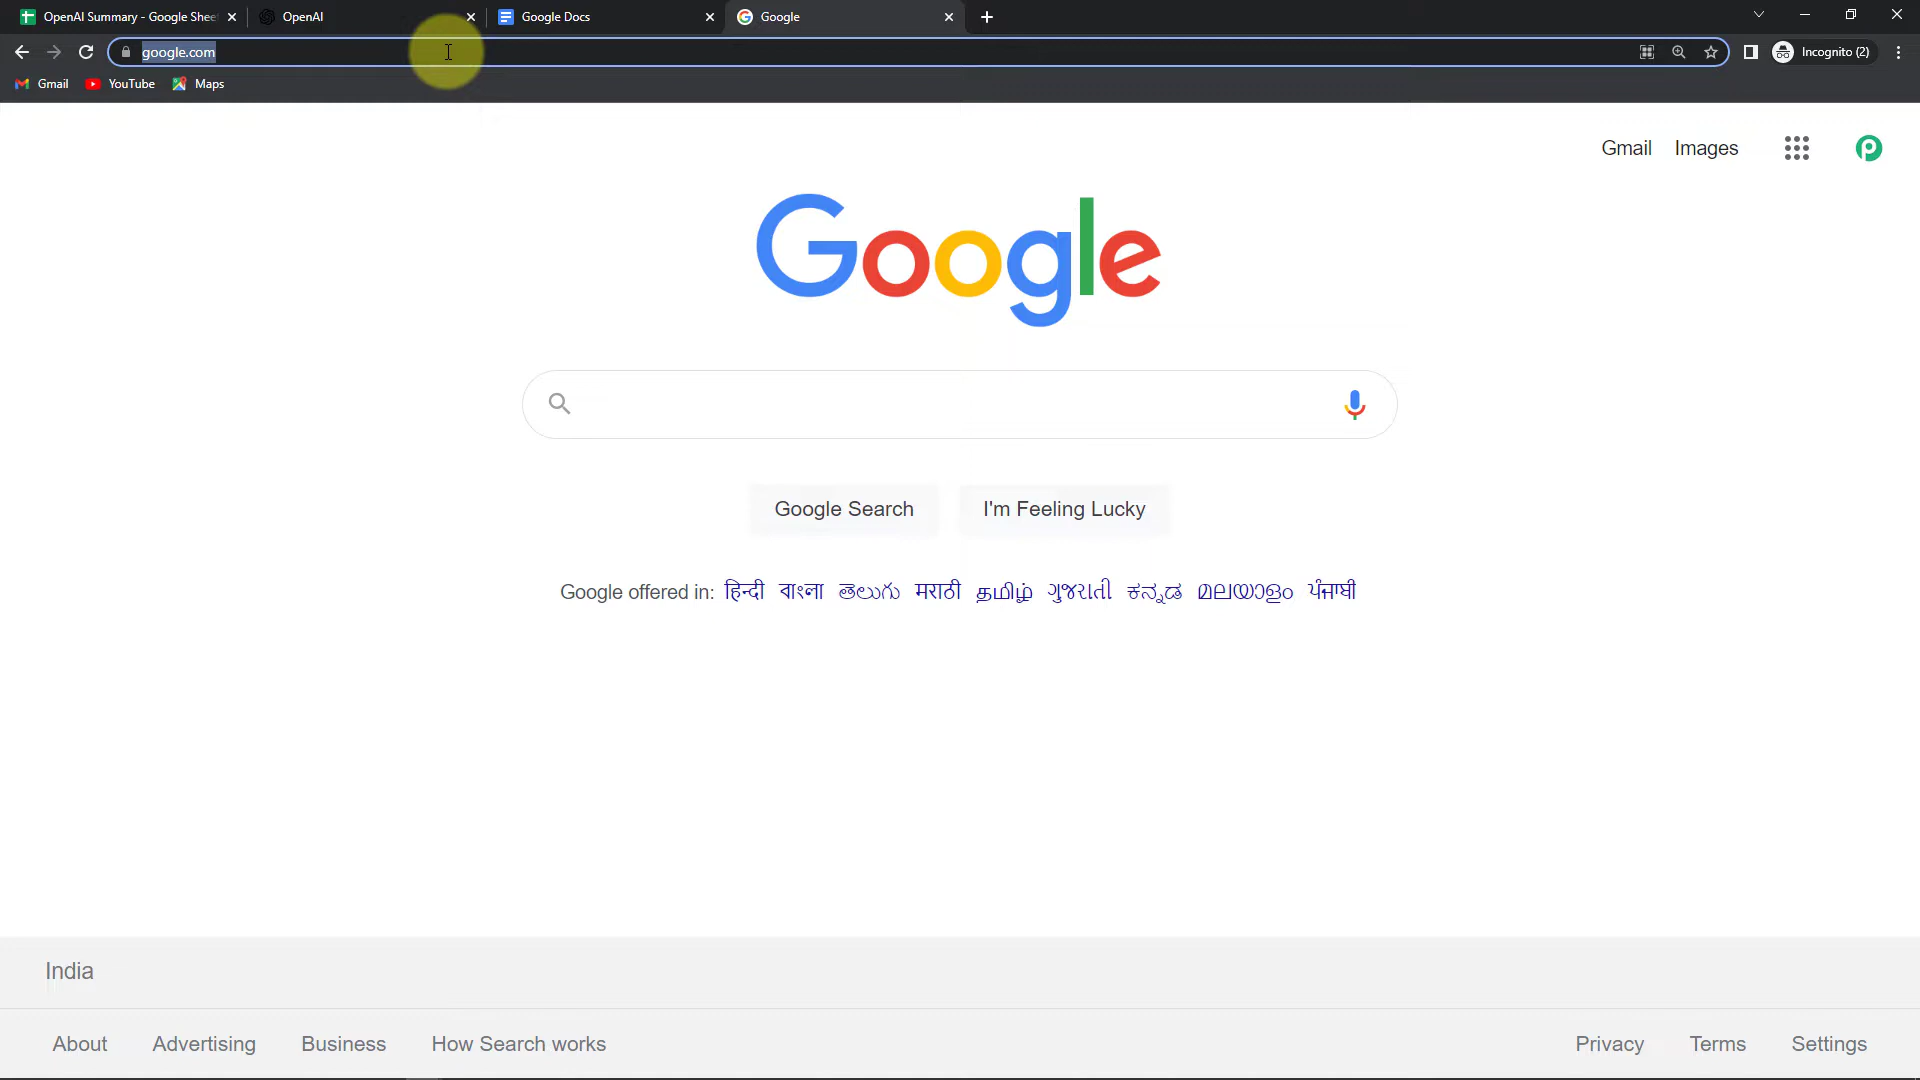 OpenAI Summary - Google Shee
OpenAI
Google Docs
Google
google.com
Incognito (2)
Gmail
YouTube
Maps
Gmail
Images
Google
Google Search
I'm Feeling Lucky
Google offered in: हिन्दी বাংলা తెలుగు मराठी தமிழ் ગુજરાતી ಕನ್ನಡ മലയാളം ਪੰਜਾਬੀ
India
About
Advertising
Business
How Search works
Privacy
Terms
Settings